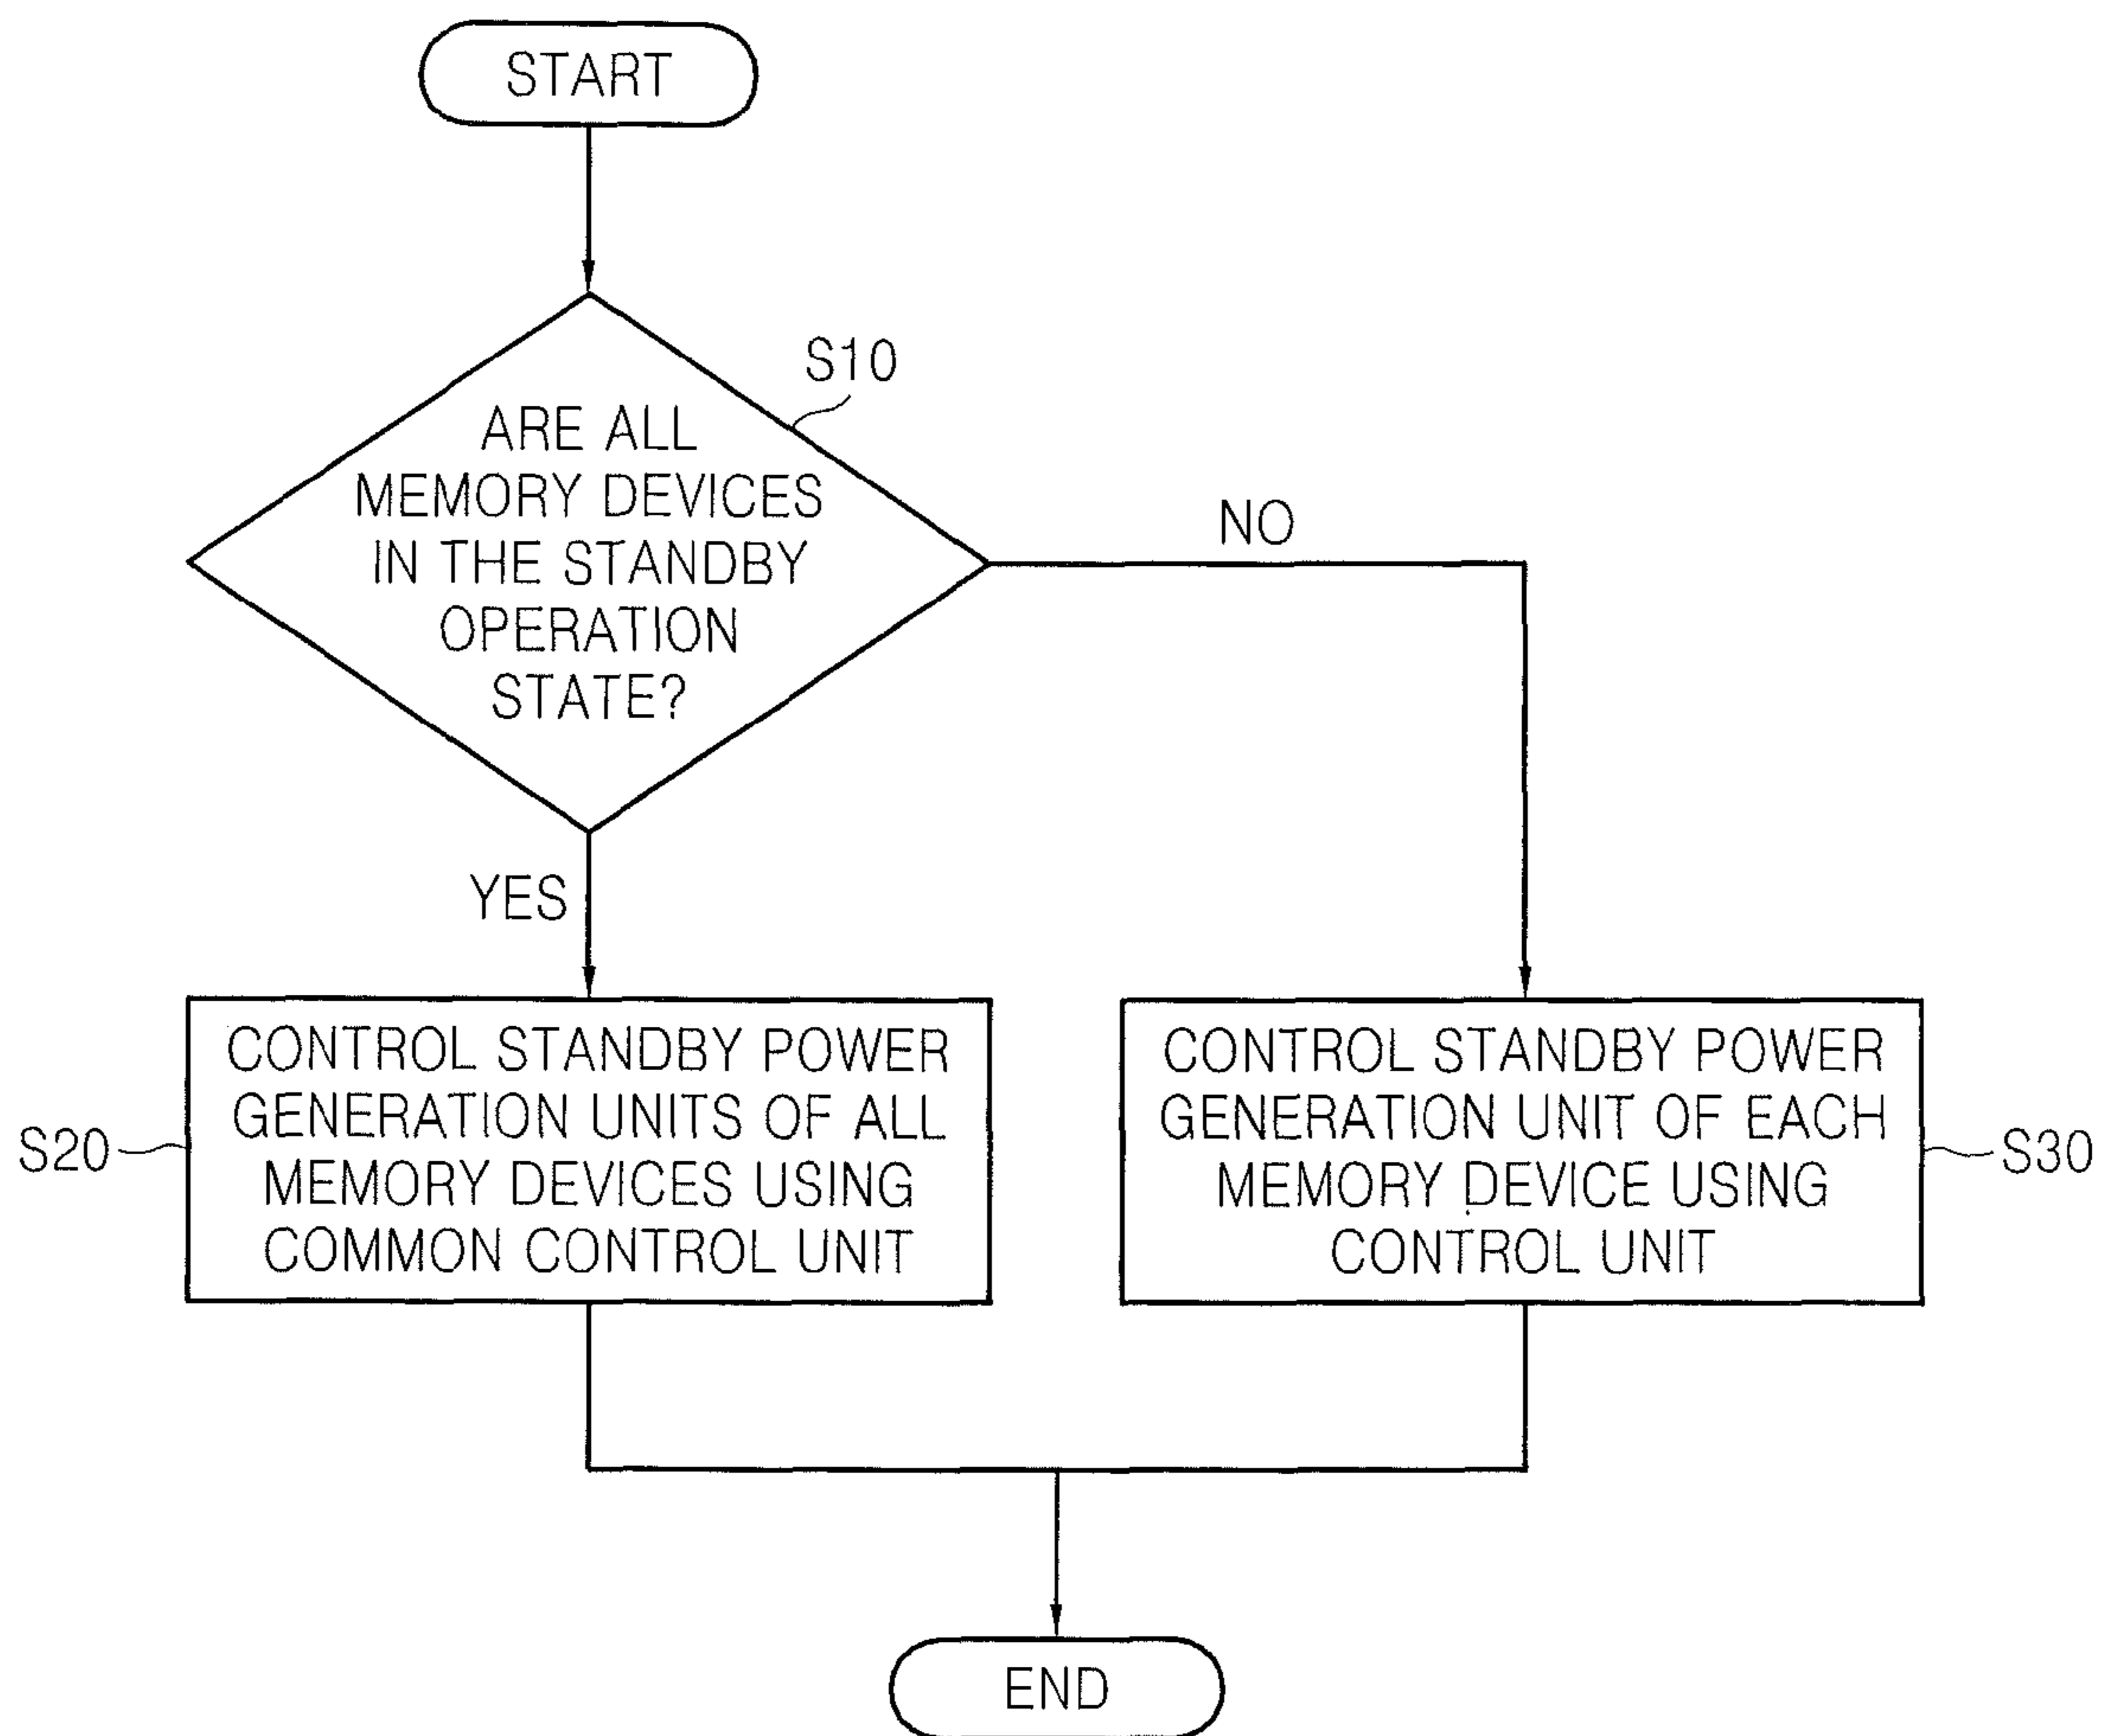 START
S10
ARE ALL
MEMORY DEVICES
IN THE STANDBY
OPERATION
STATE?
NO
YES
CONTROL STANDBY POWER
GENERATION UNITS OF ALL
MEMORY DEVICES USING
COMMON CONTROL UNIT
S20
CONTROL STANDBY POWER
GENERATION UNIT OF EACH
MEMORY DEVICE USING
CONTROL UNIT
S30
END